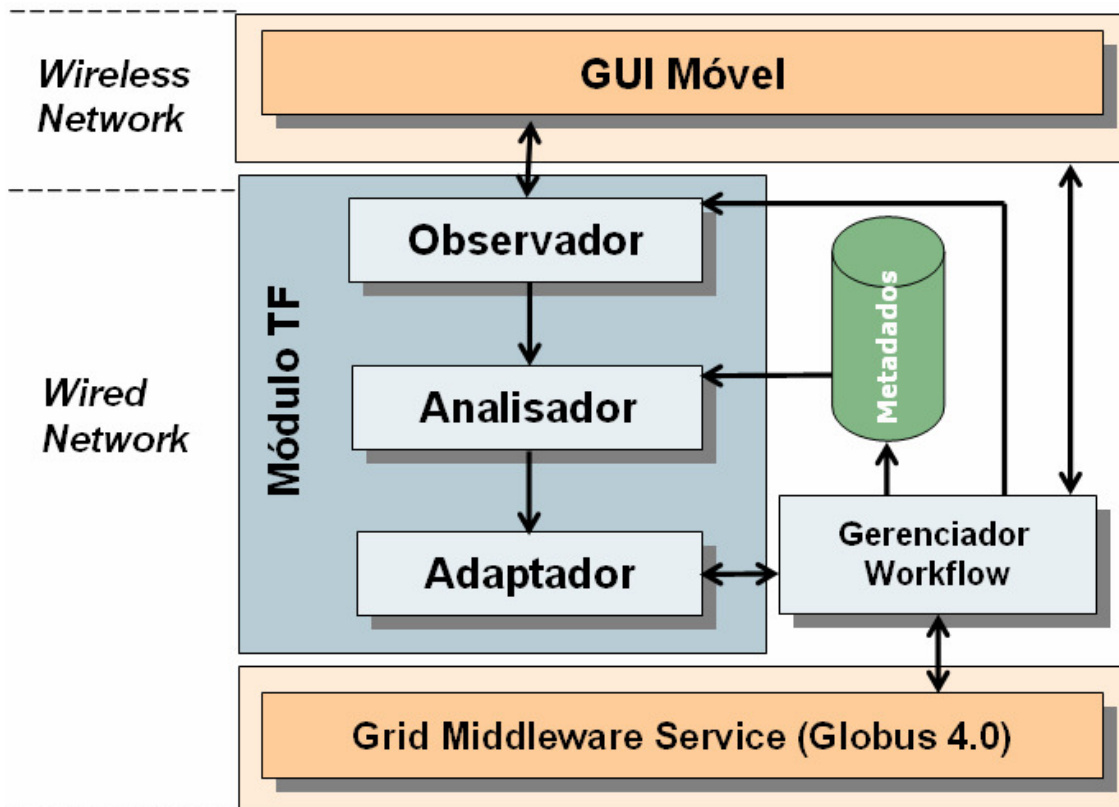 Wireless
Network
GUI Móvel
Observador
Módulo TF
Metadados
Wired
Network
Analisador
Gerenciador
Workflow
Adaptador
Grid Middleware Service (Globus 4.0)